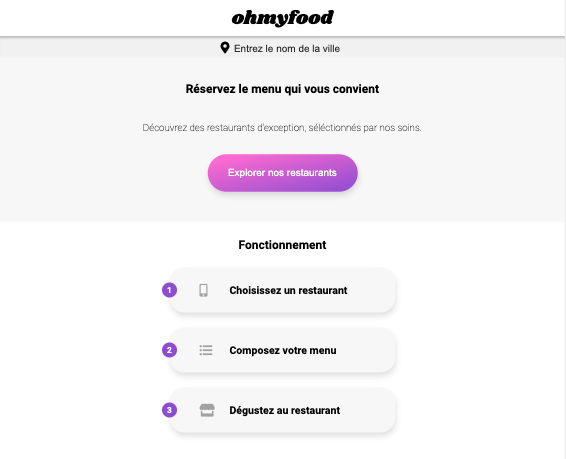 ohmyfood
Entrez le nom de la ville
Réservez le menu qui vous convient
Découvrez des restaurants d'exception, séléctionnés par nos soins.
Explorer nos restaurants
Fonctionnement
1 Choisissez un restaurant
2 Composez votre menu
3 Dégustez au restaurant